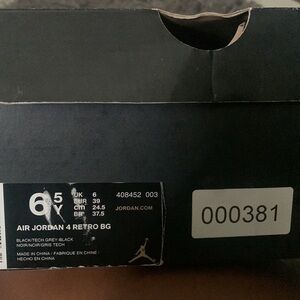 6.5Y
UK 6
EUR 39
CM 24.5
BR 37.5
408452 003
JORDAN.COM
AIR JORDAN 4 RETRO BG
BLACK/TECH GREY-BLACK
NOIR/NOIR/GRIS TECH
MADE IN CHINA / FABRIQUE EN CHINE /
HECHO EN CHINA
000381